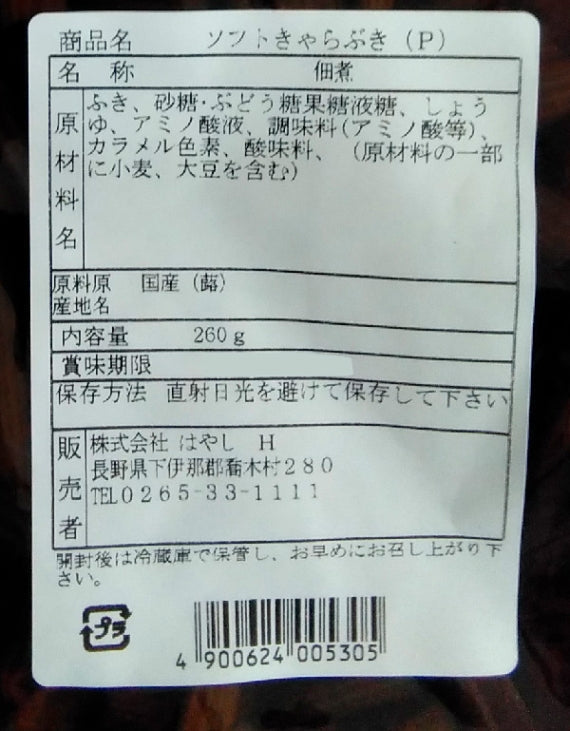 商品名 ソフトきゃらぶき（P）
名 称 佃煮
原材料名
ふき、砂糖・ぶどう糖果糖液糖、しょう
ゆ、アミノ酸液、調味料（アミノ酸等）、
カラメル色素、酸味料、（原材料の一部
に小麦、大豆を含む）
原料原 国産（蕗）
産地名
内容量 260g
賞味期限
保存方法 直射日光を避けて保存して下さい
販売者
株式会社 はやし H
長野県下伊那郡喬木村280
TEL0265-33-1111
開封後は冷蔵庫で保管し、お早めにお召し上がり下
さい。
プラ
4 900624 005305